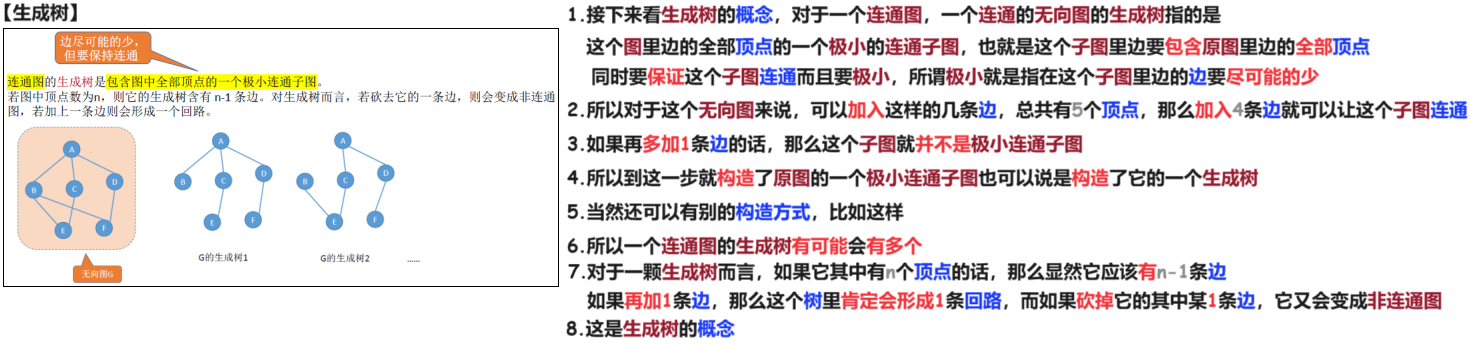 【生成树】
边尽可能的少，
但要保持连通
连通图的生成树是包含图中全部顶点的一个极小连通子图。
若图中顶点数为n，则它的生成树含有 n-1 条边。对生成树而言，若砍去它的一条边，则会变成非连通
图，若加上一条边则会形成一个回路。
A
B
C
D
E
F
无向图G
A
B
C
D
E
F
G的生成树1
A
B
C
D
E
F
G的生成树2
……
1.接下来看生成树的概念，对于一个连通图，一个连通的无向图的生成树指的是
这个图里边的全部顶点的一个极小的连通子图，也就是这个子图里边要包含原图里边的全部顶点
同时要保证这个子图连通而且要极小，所谓极小就是指在这个子图里边的边要尽可能的少
2.所以对于这个无向图来说，可以加入这样的几条边，总共有5个顶点，那么加入4条边就可以让这个子图连通
3.如果再多加1条边的话，那么这个子图就并不是极小连通子图
4.所以到这一步就构造了原图的一个极小连通子图也可以说是构造了它的一个生成树
5.当然还可以有别的构造方式，比如这样
6.所以一个连通图的生成树有可能会有多个
7.对于一颗生成树而言，如果它其中有n个顶点的话，那么显然它应该有n-1条边
如果再加1条边，那么这个树里肯定会形成1条回路，而如果砍掉它的其中某1条边，它又会变成非连通图
8.这是生成树的概念